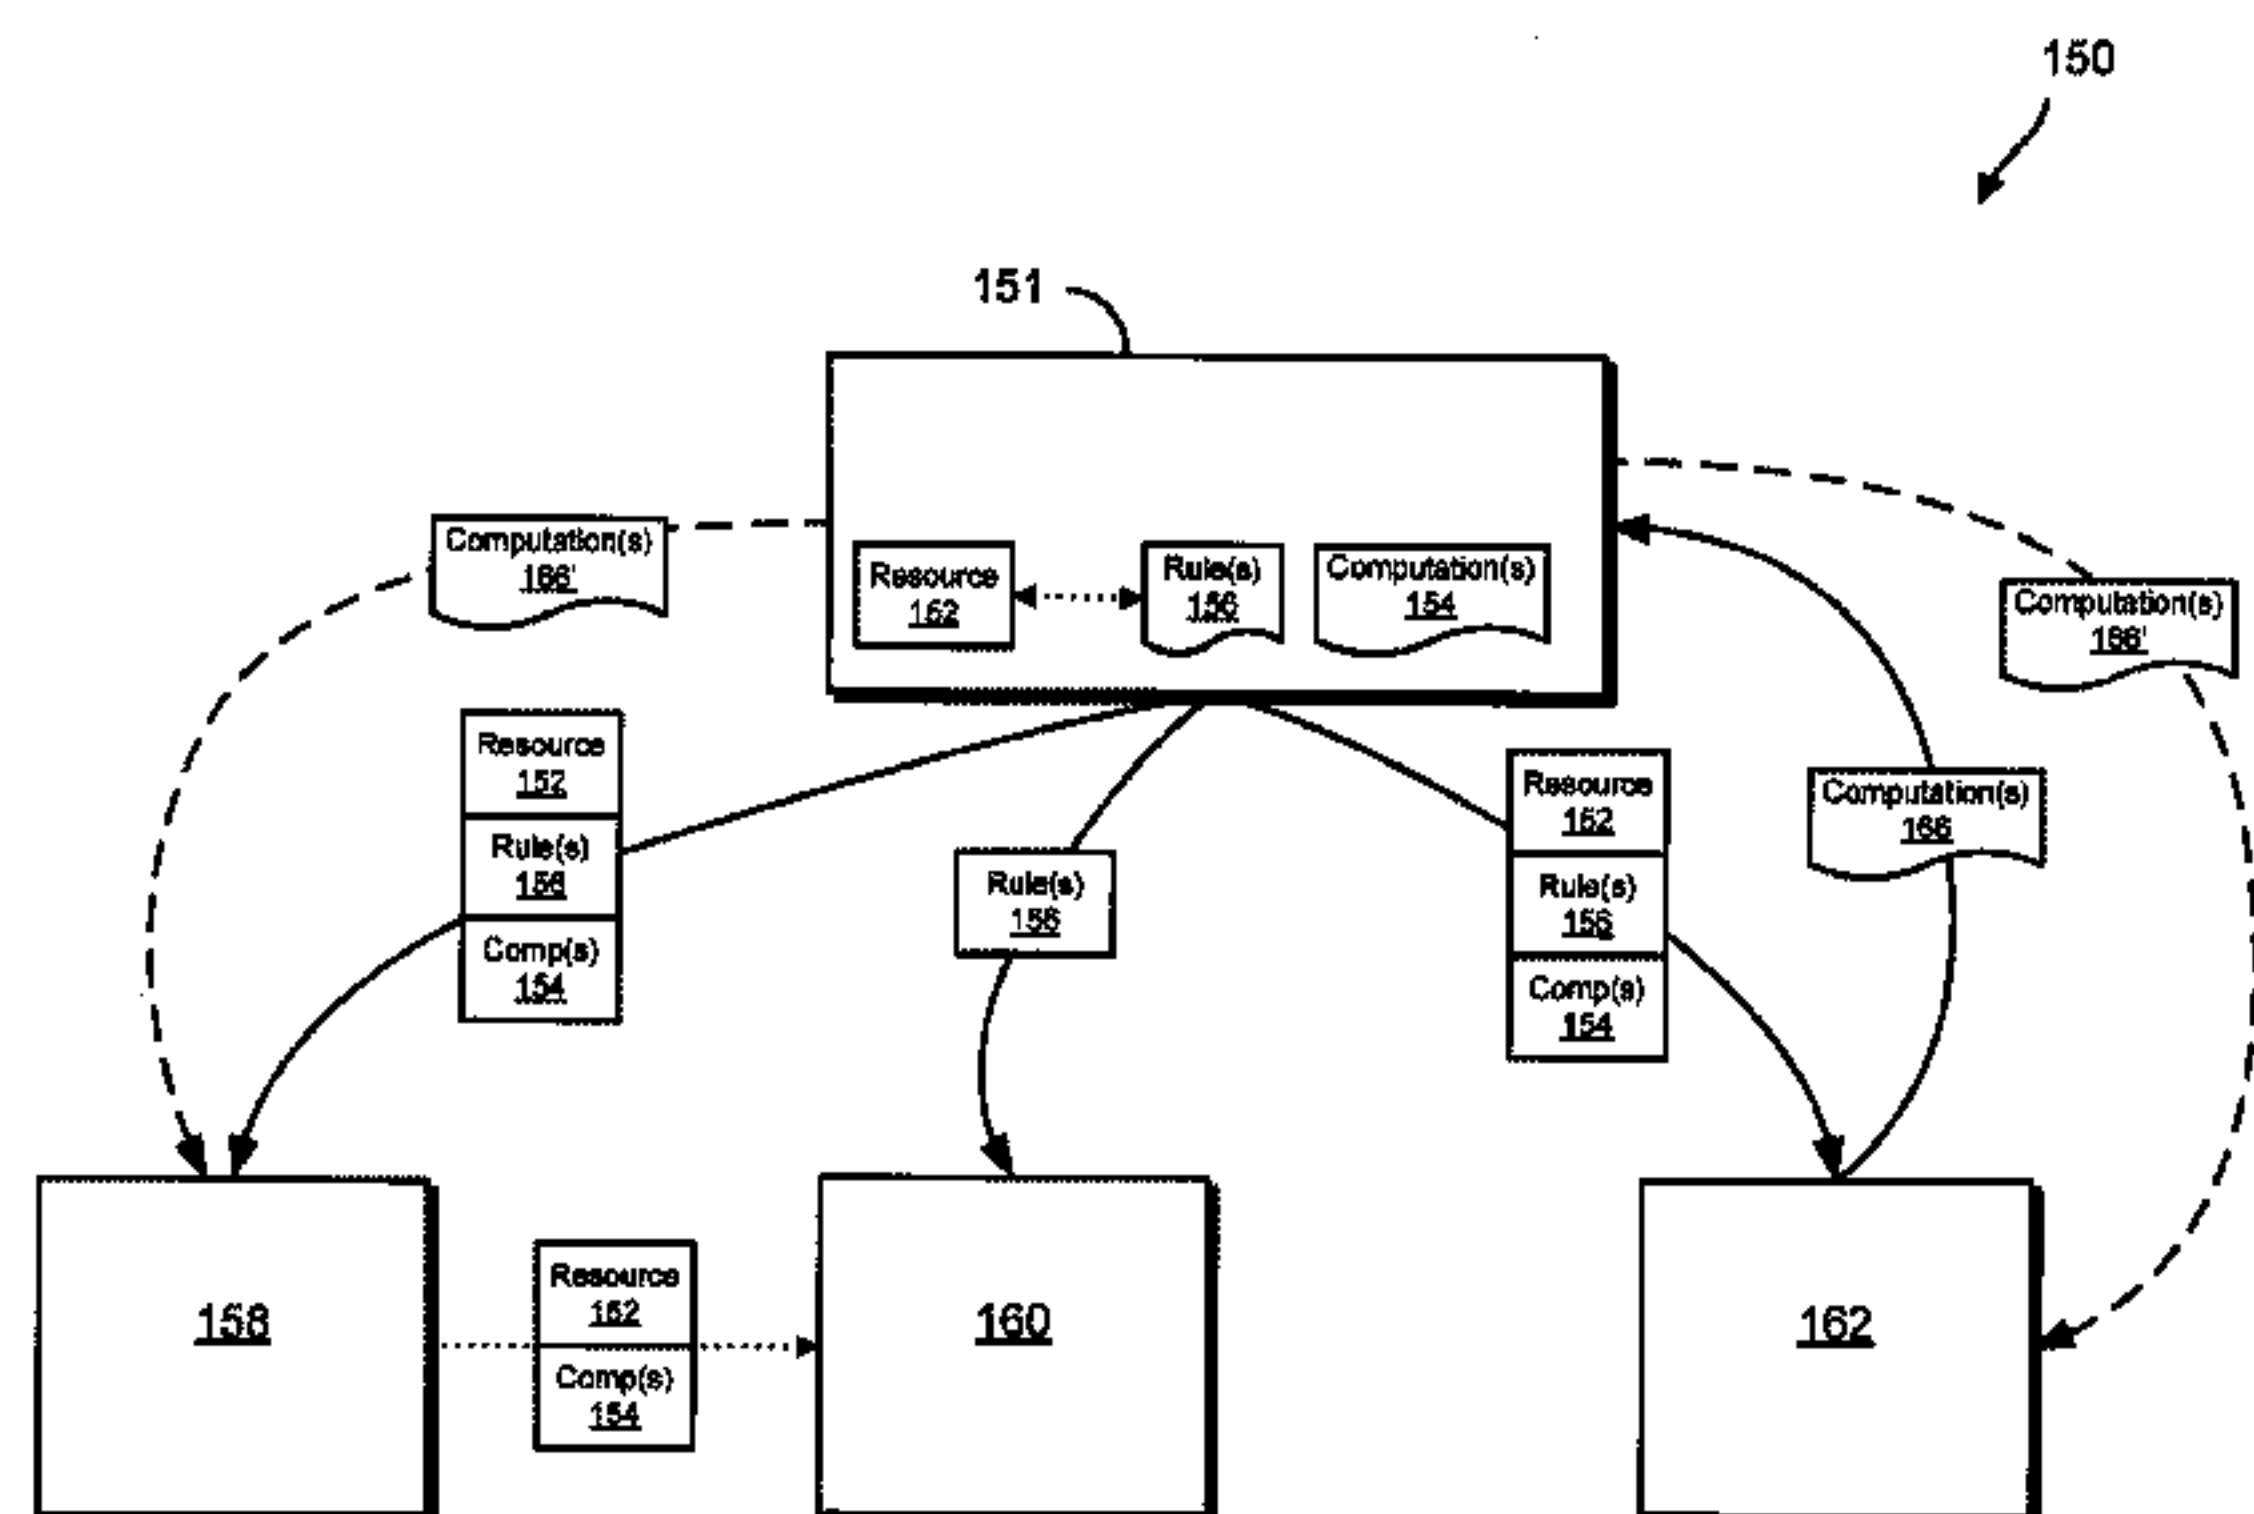 150
151
Computation(s)
166'
Resource
152
Rule(s)
156
Computation(s)
154
Computation(s)
166'
Resource
152
Rule(s)
156
Comp(s)
154
Rule(s)
156
Resource
152
Rule(s)
156
Comp(s)
154
Computation(s)
166
158
Resource
152
Comp(s)
154
160
162